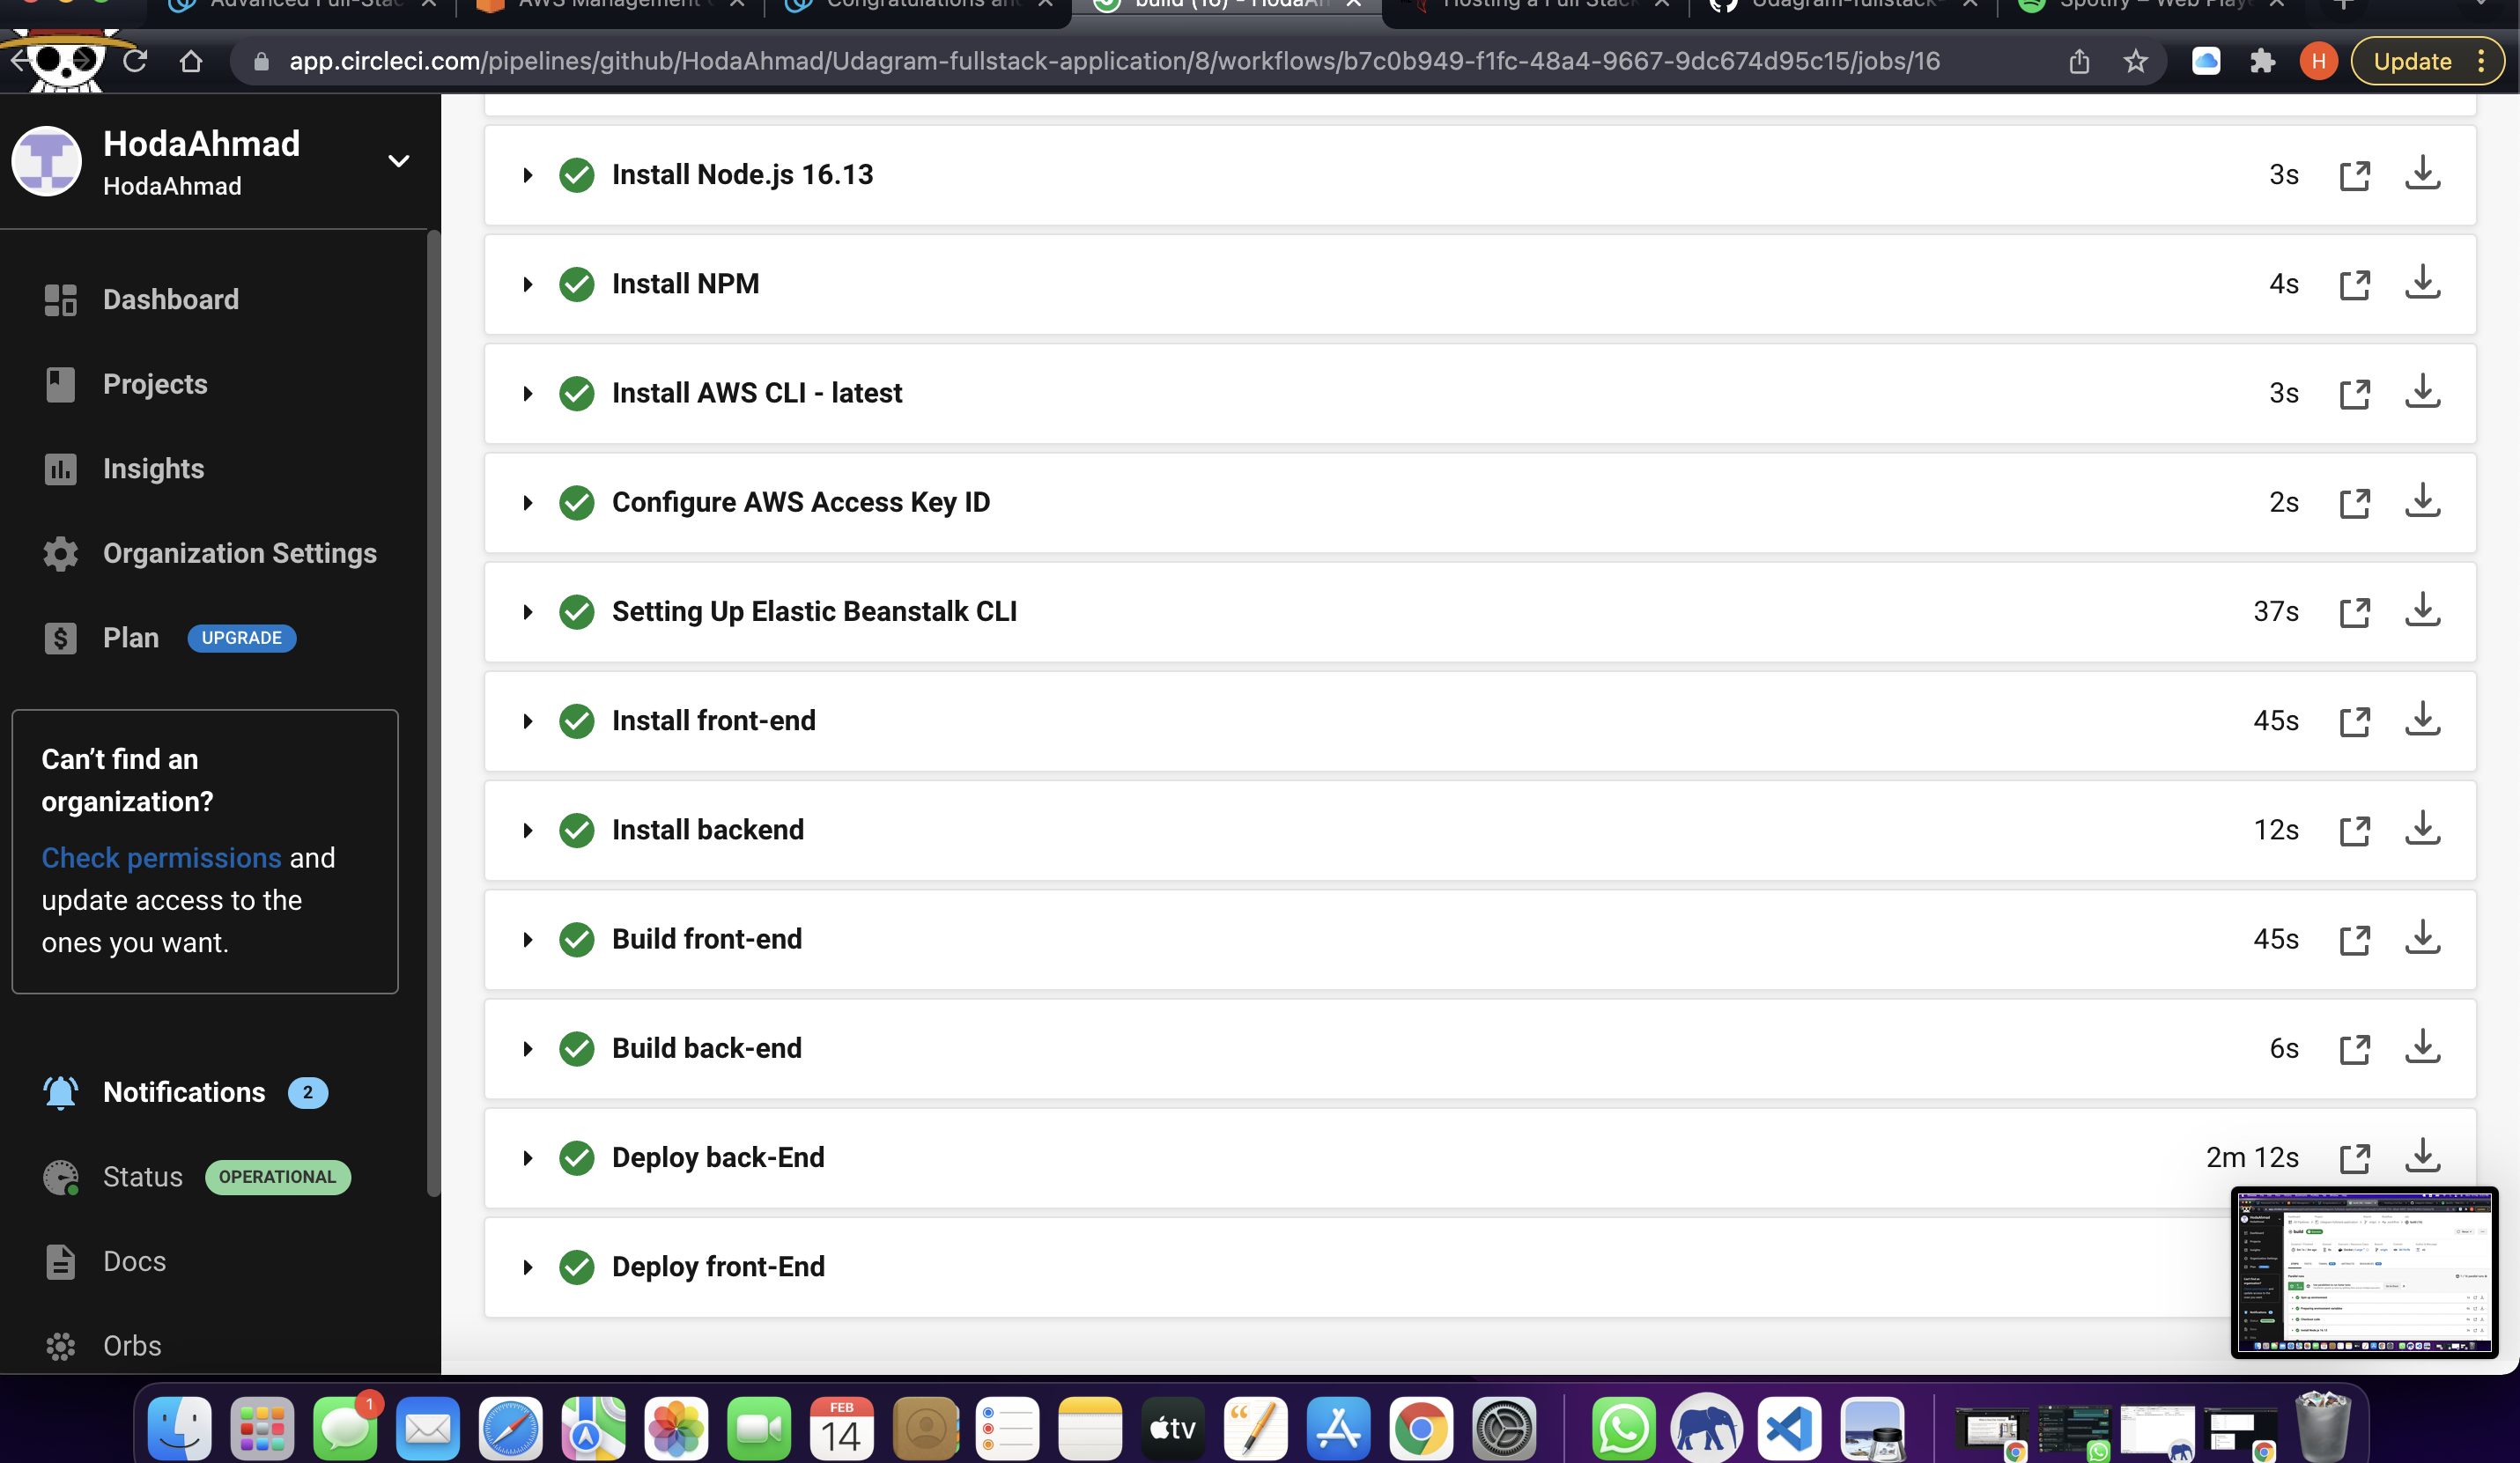 Advanced Full-Stac
AWS Management
Congratulations and
build (16) - HodaAhm
Hosting a Full Stack
Udagram-fullstack-
Spotify – Web Playe
app.circleci.com/pipelines/github/HodaAhmad/Udagram-fullstack-application/8/workflows/b7c0b949-f1fc-48a4-9667-9dc674d95c15/jobs/16
H
Update
HodaAhmad
HodaAhmad
Dashboard
Projects
Insights
Organization Settings
Plan UPGRADE
Can’t find an
organization?
Check permissions and
update access to the
ones you want.
Notifications 2
Status OPERATIONAL
Docs
Orbs
Install Node.js 16.13 3s
Install NPM 4s
Install AWS CLI - latest 3s
Configure AWS Access Key ID 2s
Setting Up Elastic Beanstalk CLI 37s
Install front-end 45s
Install backend 12s
Build front-end 45s
Build back-end 6s
Deploy back-End 2m 12s
Deploy front-End
1
FEB
14
tv